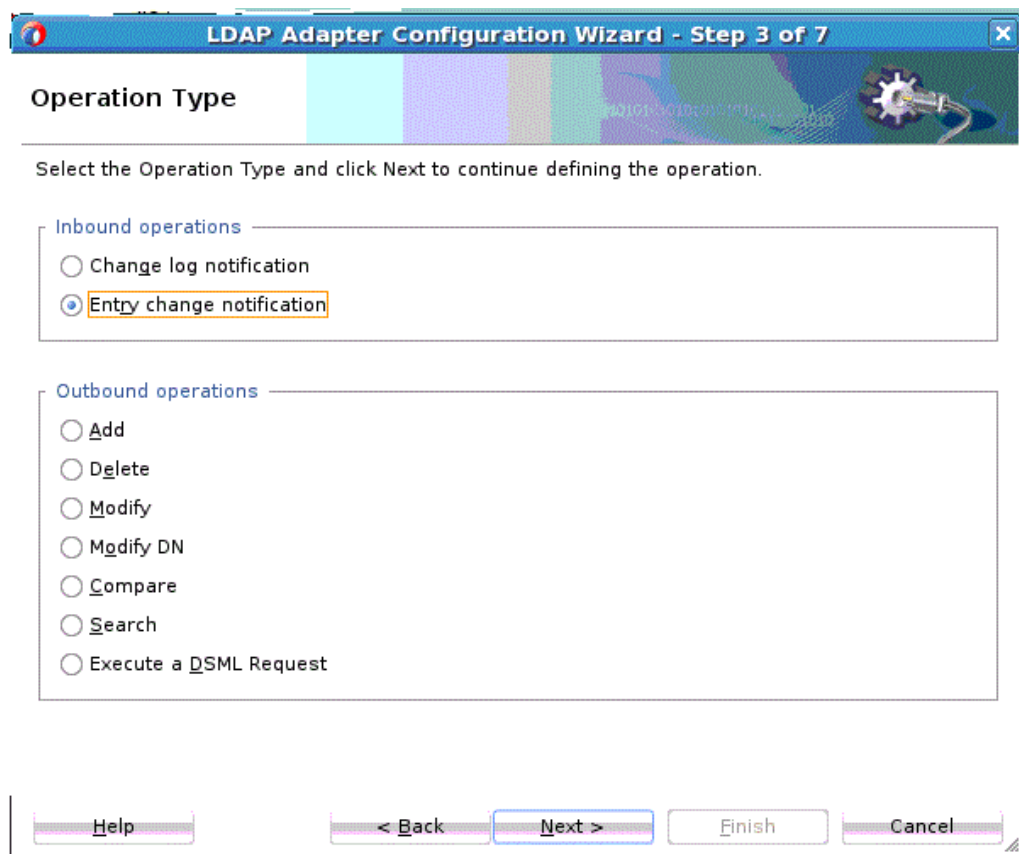 LDAP Adapter Configuration Wizard - Step 3 of 7
Operation Type
Select the Operation Type and click Next to continue defining the operation.
Inbound operations
Change log notification
Entry change notification
Outbound operations
Add
Delete
Modify
Modify DN
Compare
Search
Execute a DSML Request
Help < Back Next > Finish Cancel